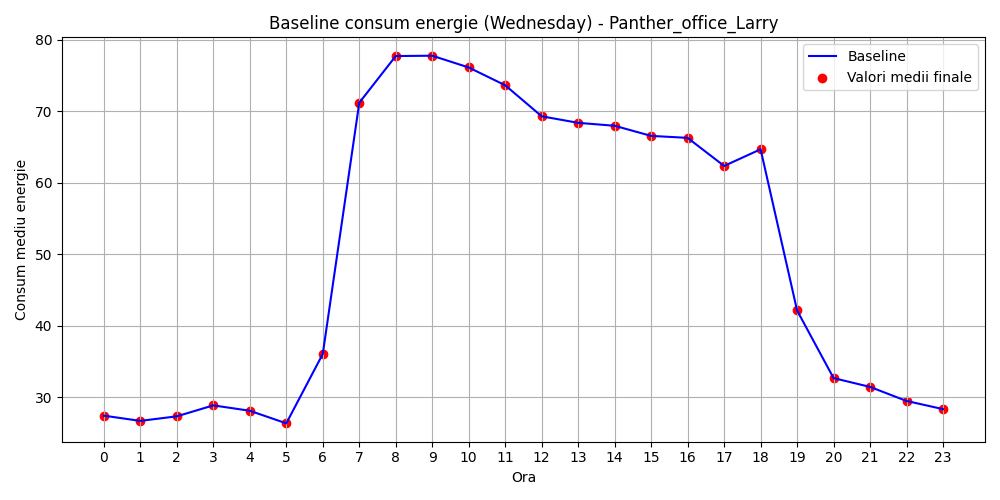 Baseline consum energie (Wednesday) - Panther_office_Larry
Baseline
Valori medii finale
Consum mediu energie
80
70
60
50
40
30
0 1 2 3 4 5 6 7 8 9 10 11 12 13 14 15 16 17 18 19 20 21 22 23
Ora